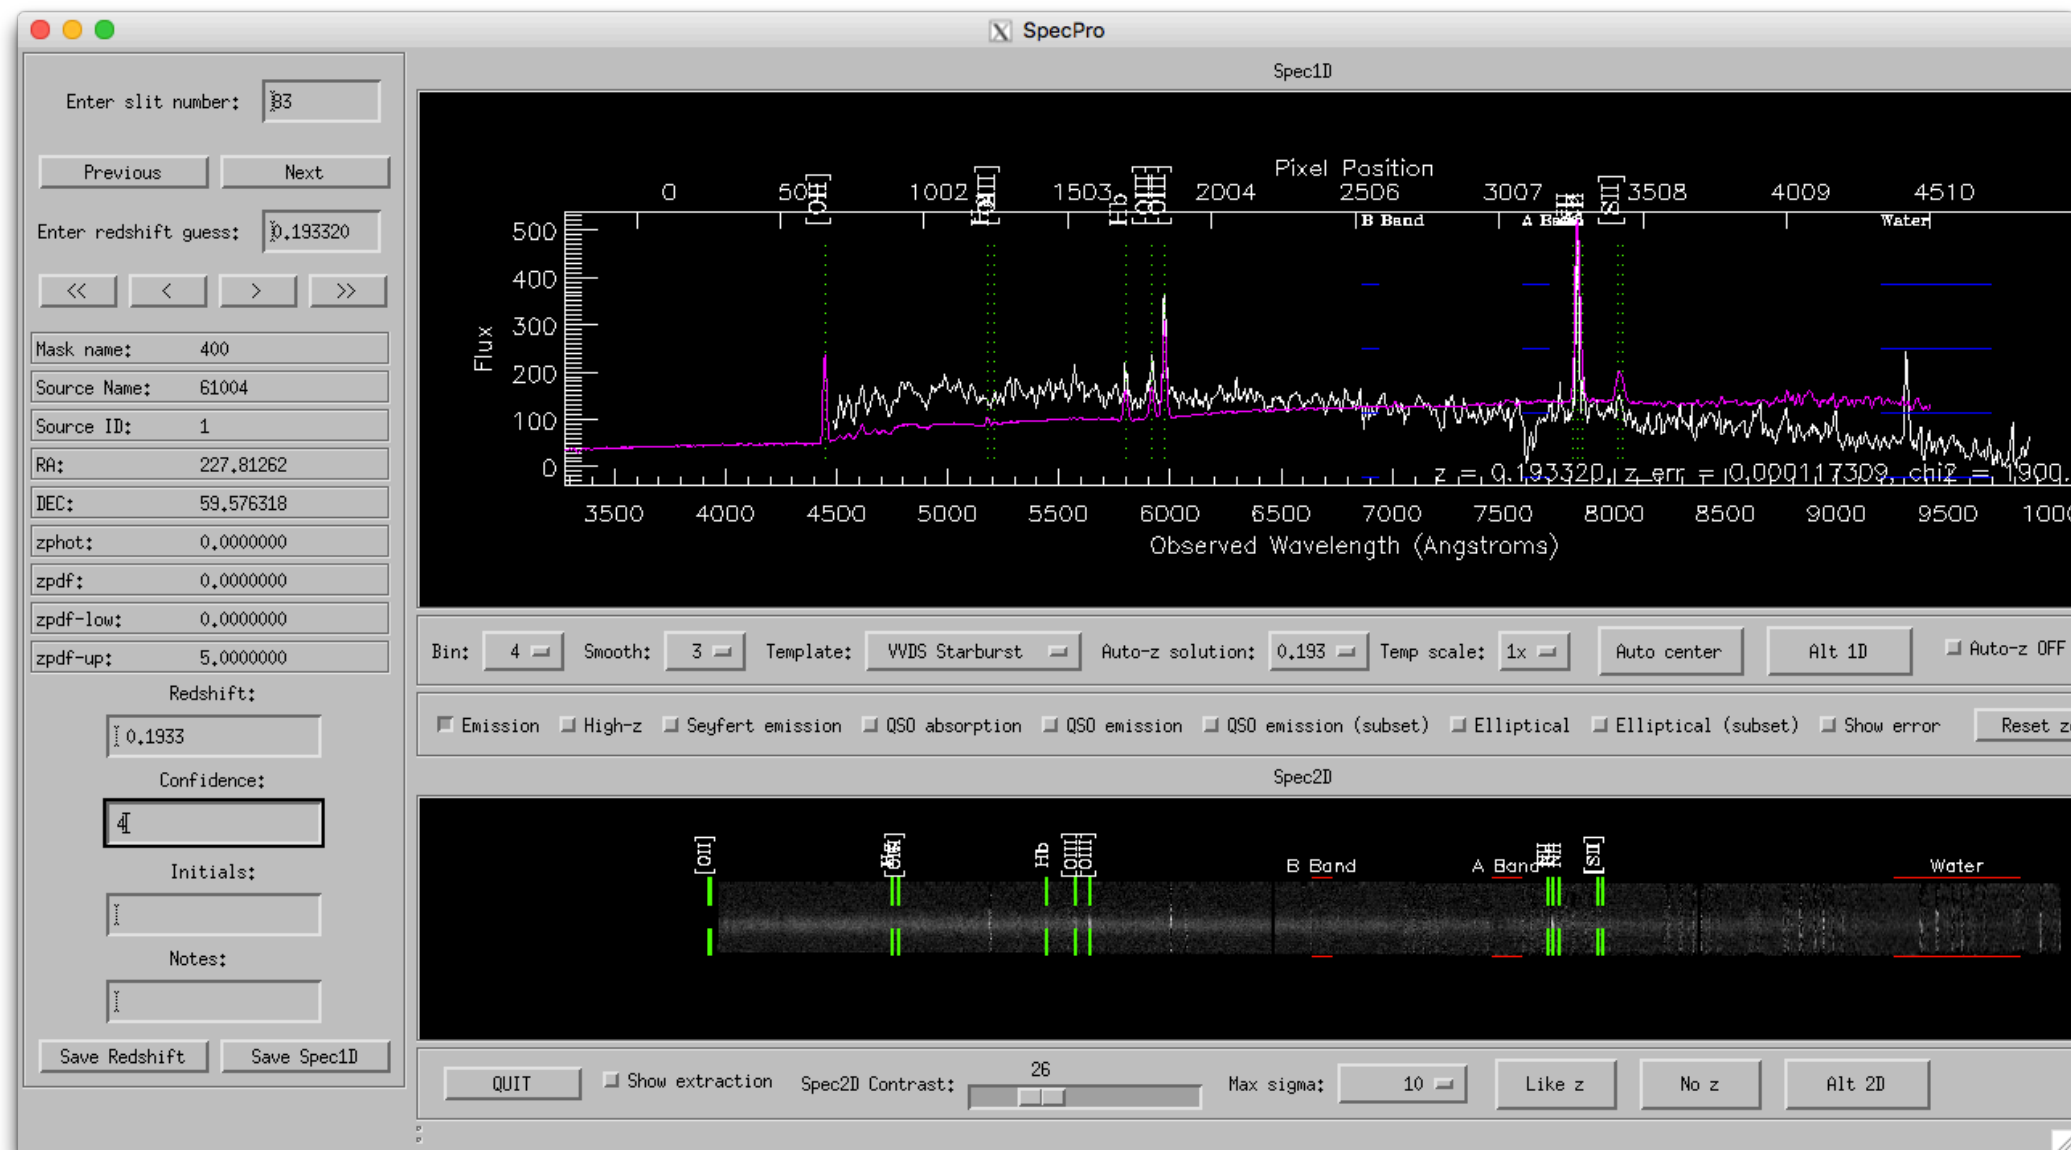 SpecPro
Enter slit number: 83
Previous Next
Enter redshift guess: 0.193320
<< < > >>
Mask name: 400
Source Name: 61004
Source ID: 1
RA: 227.81262
DEC: 59.576318
zphot: 0.0000000
zpdf: 0.0000000
zpdf-low: 0.0000000
zpdf-up: 5.0000000
Redshift:
0.1933
Confidence:
4
Initials:
Notes:
Save Redshift Save Spec1D
Spec1D
Pixel Position
0 1002 1503 2004 2506 3007 3508 4009 4510
[OII] Hb [SII]
B Band A Band Water
500
400
300
200
100
0
Flux
z = 0.193320, z_err = 0.000117309, chi2 = 1900.
3500 4000 4500 5000 5500 6000 6500 7000 7500 8000 8500 9000 9500
Observed Wavelength (Angstroms)
Bin: 4 Smooth: 3 Template: VVDS Starburst Auto-z solution: 0.193 Temp scale: 1x Auto center Alt 1D Auto-z OFF
Emission High-z Seyfert emission QSO absorption QSO emission QSO emission (subset) Elliptical Elliptical (subset) Show error Reset
Spec2D
[OII] Hb [OIII] [OIII] [SII]
B Band A Band Water
QUIT Show extraction Spec2D Contrast: 26 Max sigma: 10 Like z No z Alt 2D